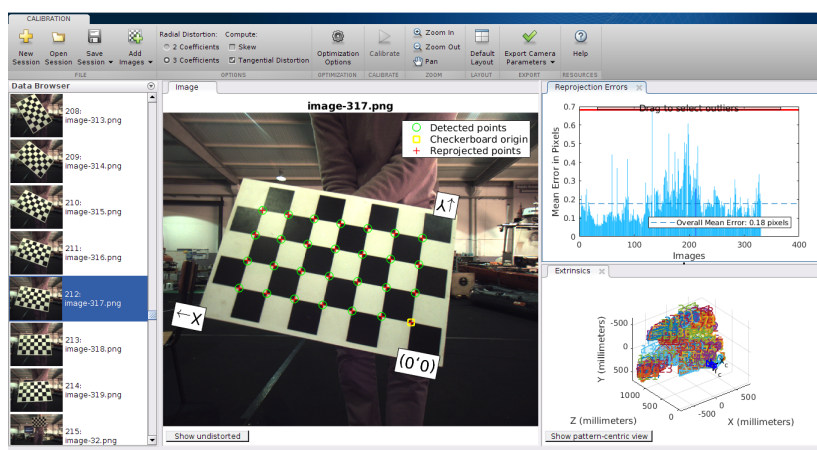 CALIBRATION
New Session
Open Session
Save Session
Add Images
FILE
Radial Distortion:
2 Coefficients
3 Coefficients
Compute:
Skew
Tangential Distortion
OPTIONS
Optimization Options
OPTIMIZATION
Calibrate
CALIBRATE
Zoom In
Zoom Out
Pan
ZOOM
Default Layout
LAYOUT
Export Camera Parameters
EXPORT
Help
RESOURCES
Data Browser
208:
image-313.png
209:
image-314.png
210:
image-315.png
211:
image-316.png
212:
image-317.png
213:
image-318.png
214:
image-319.png
215:
image-32.png
Image
image-317.png
Detected points
Checkerboard origin
Reprojected points
Y→
←X
(0,0)
Show undistorted
Reprojection Errors
Drag to select outliers
0.7
0.6
0.5
0.4
0.3
0.2
0.1
0
Mean Error in Pixels
Overall Mean Error: 0.18 pixels
0 100 200 300 400
Images
Extrinsics
-500
0
500
Y (millimeters)
1000
500
0
Z (millimeters)
-500
0
500
X (millimeters)
Show pattern-centric view